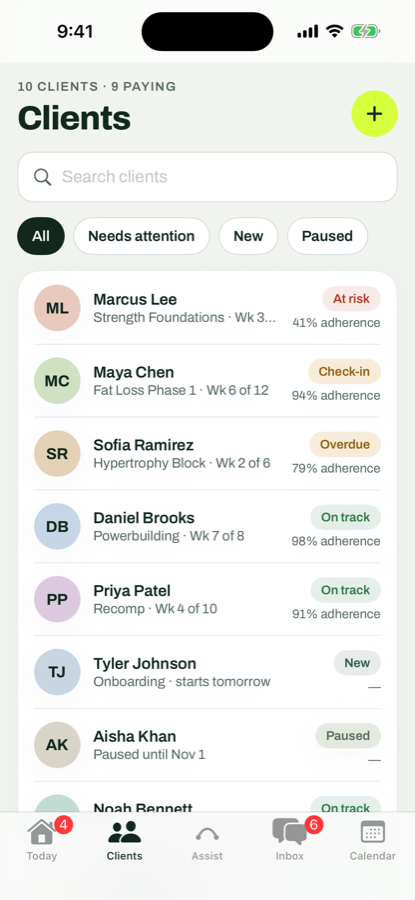 9:41
10 CLIENTS · 9 PAYING
Clients
Search clients
All
Needs attention
New
Paused
ML
Marcus Lee
At risk
Strength Foundations · Wk 3...
41% adherence
MC
Maya Chen
Check-in
Fat Loss Phase 1 · Wk 6 of 12
94% adherence
SR
Sofia Ramirez
Overdue
Hypertrophy Block · Wk 2 of 6
79% adherence
DB
Daniel Brooks
On track
Powerbuilding · Wk 7 of 8
98% adherence
PP
Priya Patel
On track
Recomp · Wk 4 of 10
91% adherence
TJ
Tyler Johnson
New
Onboarding · starts tomorrow
—
AK
Aisha Khan
Paused
Paused until Nov 1
—
Noah Bennett
On track
4
6
Today
Clients
Assist
Inbox
Calendar